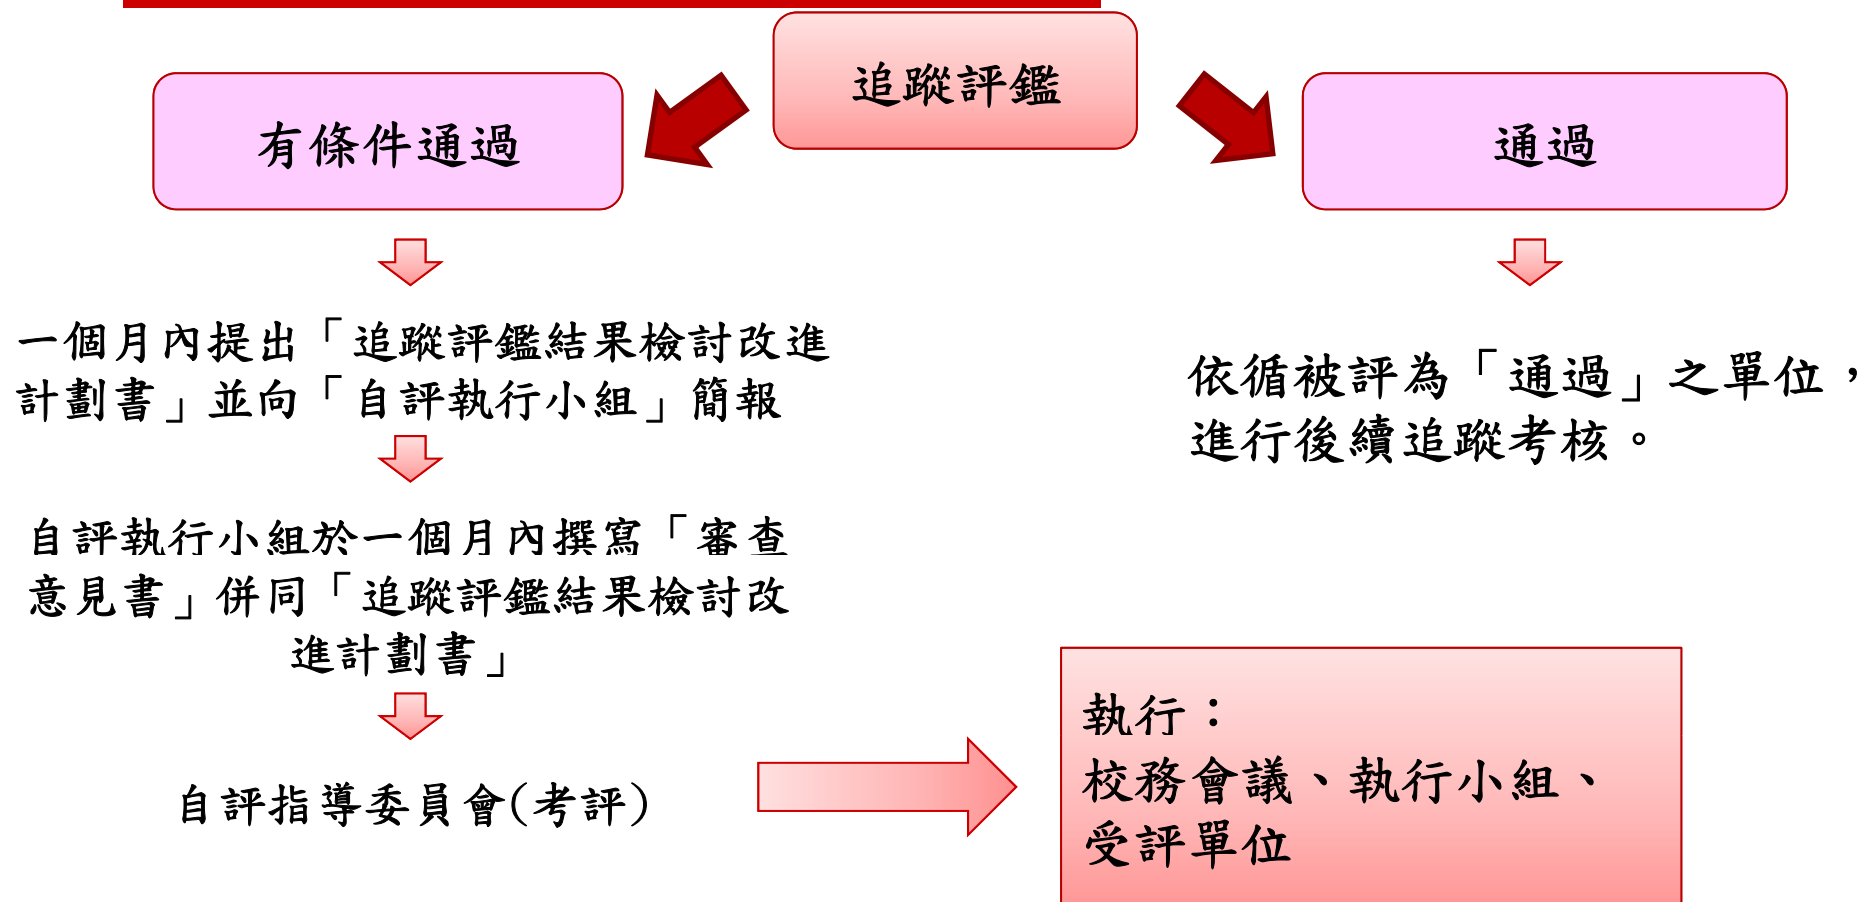 追蹤評鑑
有條件通過
通過
一個月內提出「追蹤評鑑結果檢討改進
計劃書」並向「自評執行小組」簡報
依循被評為「通過」之單位，
進行後續追蹤考核。
自評執行小組於一個月內撰寫「審查
意見書」併同「追蹤評鑑結果檢討改
進計劃書」
自評指導委員會(考評)
執行：
校務會議、執行小組、
受評單位